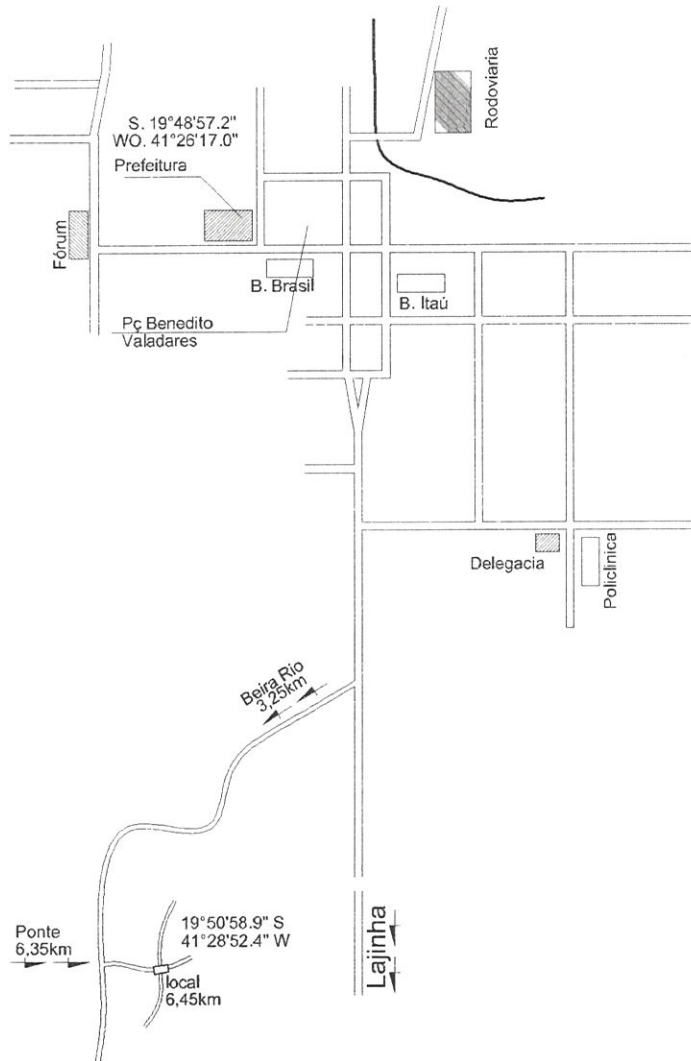 Rodoviaria
S. 19°48'57.2"
WO. 41°26'17.0"
Prefeitura
Fórum
B. Brasil
B. Itaú
Pç Benedito
Valadares
Delegacia
Policlínica
Beira Rio
3,25km
Ponte
6,35km
19°50'58.9" S
41°28'52.4" W
local
6,45km
Lajinha